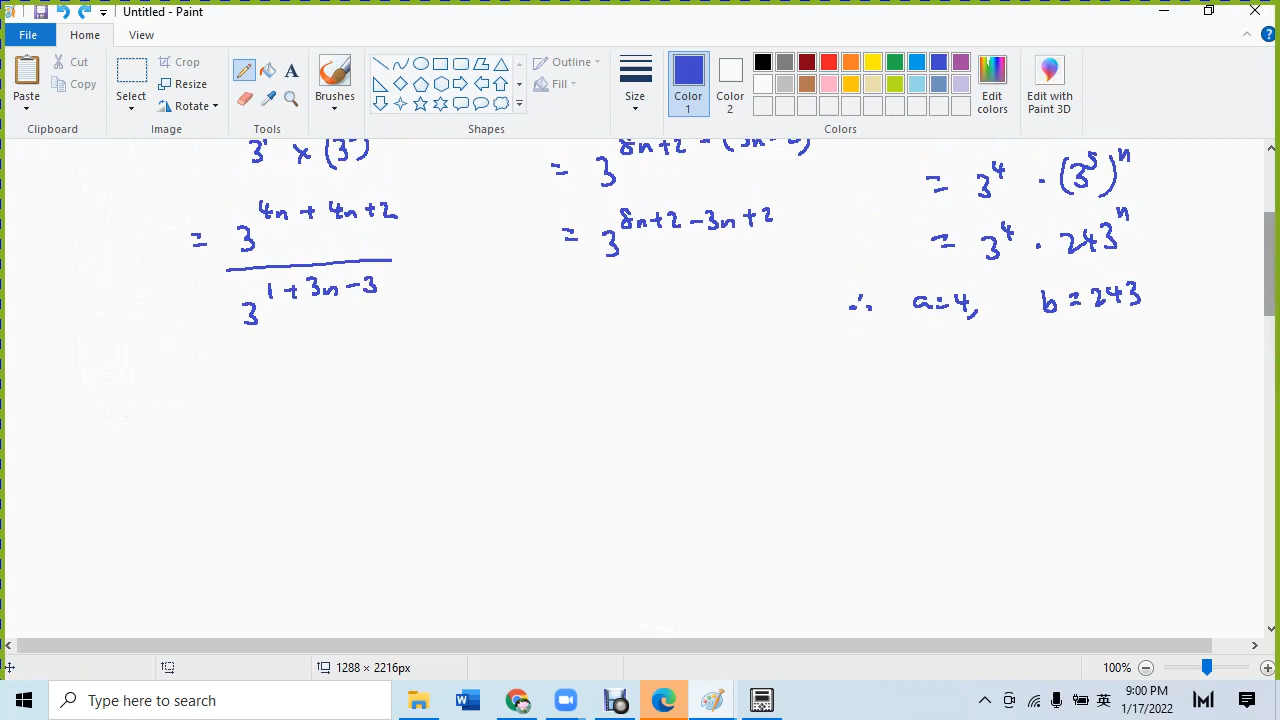 Untitled - Paint
File Home View
Cut
Copy
Paste
Clipboard
Crop
Resize
Rotate
Select
Image
Tools
Brushes
Shapes
Outline
Fill
Size
Color 1
Color 2
Edit colors
Colors
Edit with Paint 3D
= 3^(4n + 4n+2) / 3^(1 + 3n - 3)
= 3^(8n+2 - 3n + 2)
= 3^4 · (3^5)^n
= 3^4 · 243^n
∴ a=4, b=243
1288 × 2216px
100%
Type here to search
英
9:00 PM
1/17/2022